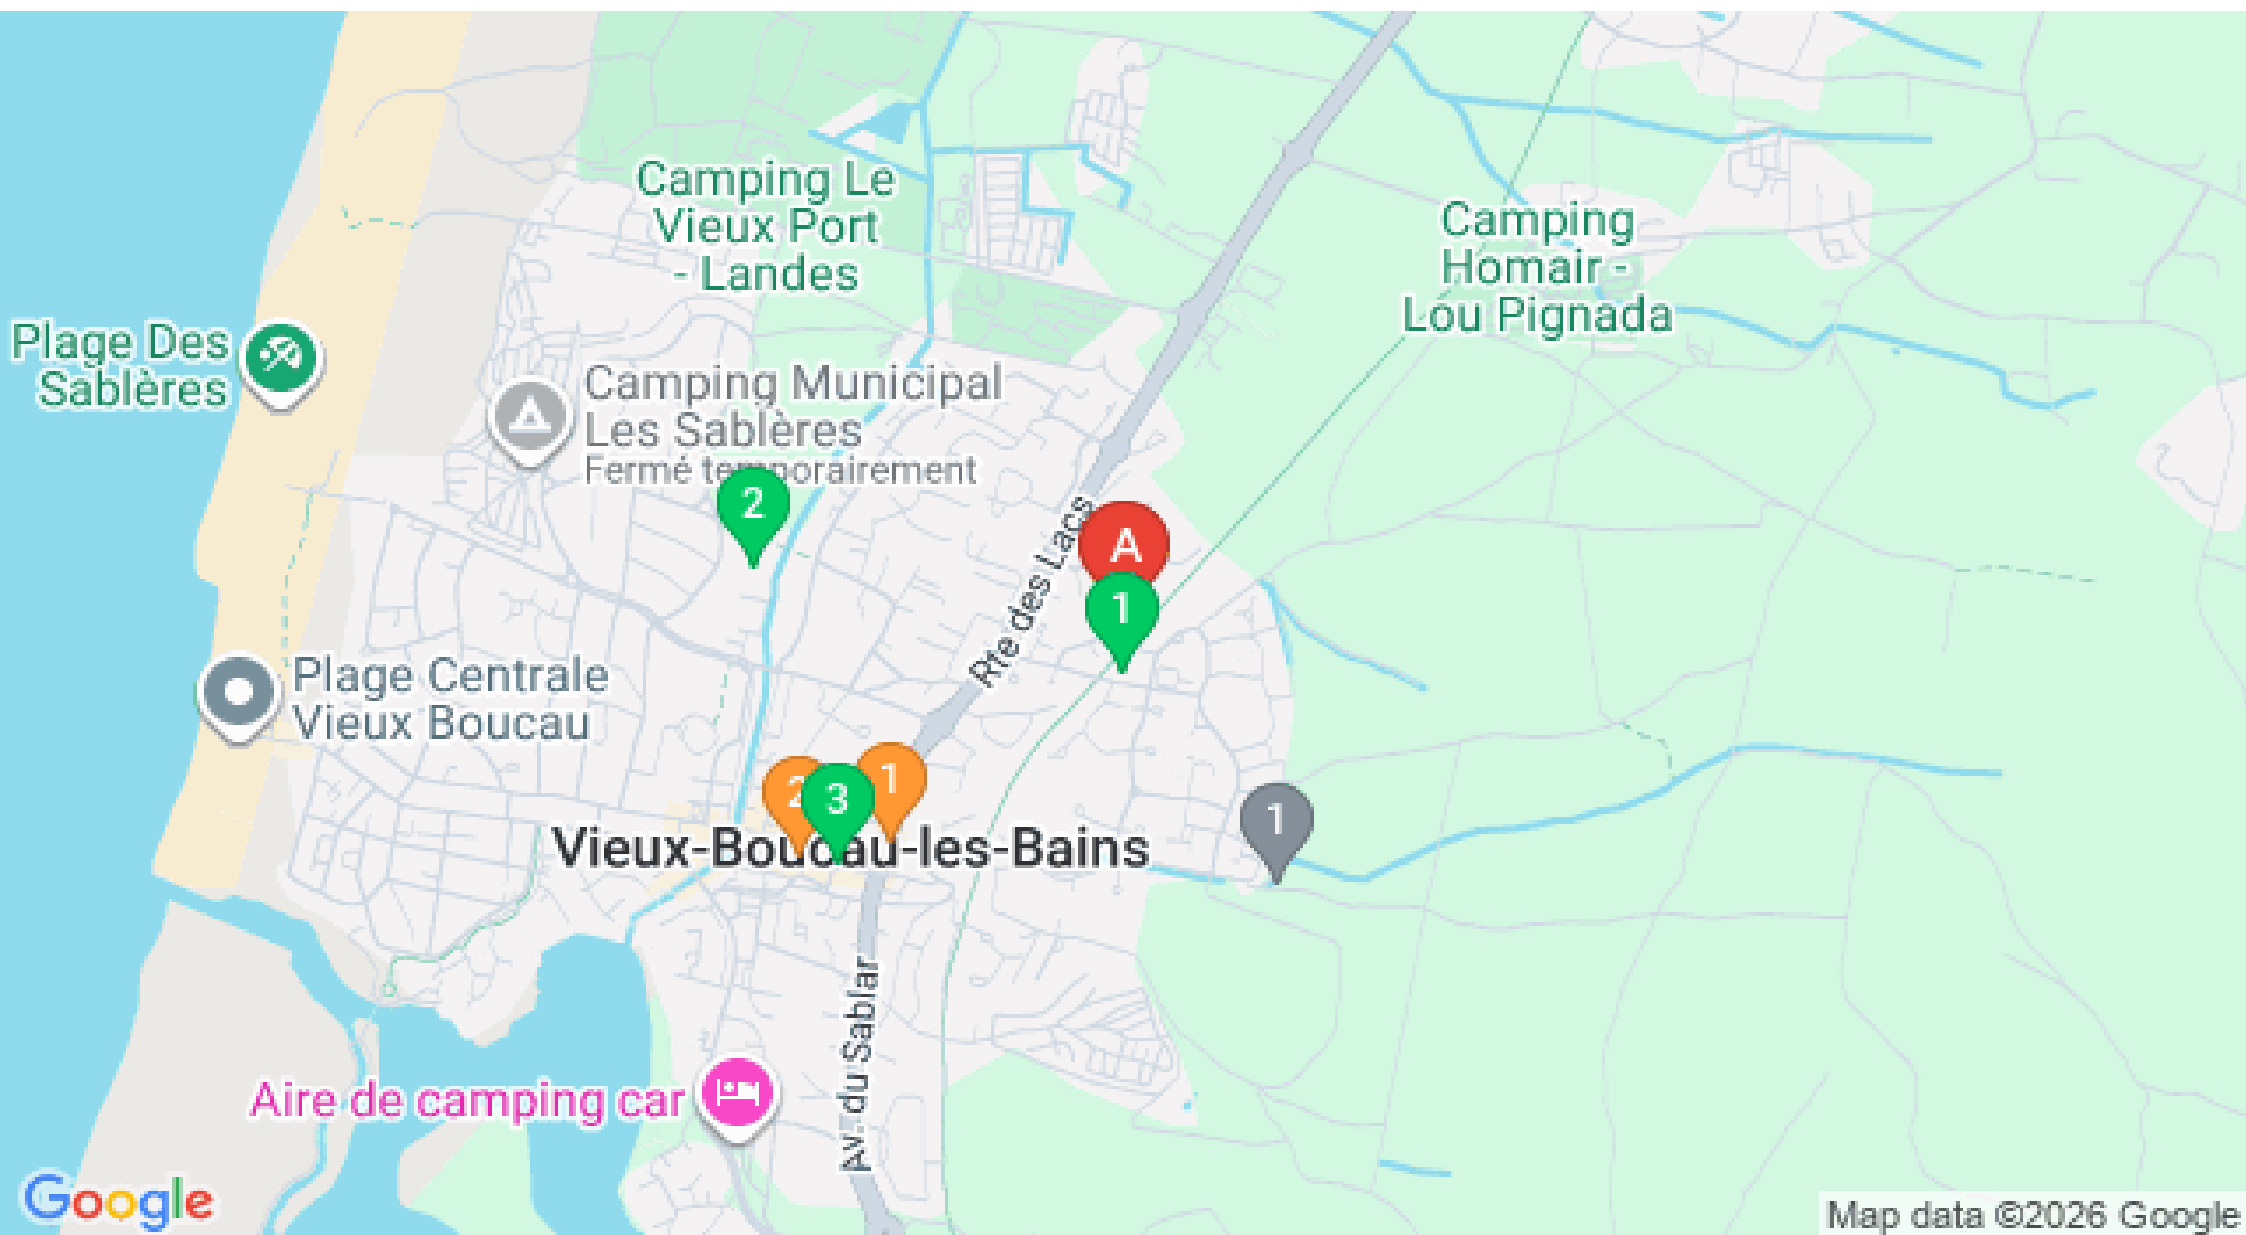 Camping Le
Vieux Port
- Landes
Camping
Homair -
Lou Pignada
Plage Des
Sablères
Camping Municipal
Les Sablères
Fermé temporairement
2
Rte des Lacs
A
1
Plage Centrale
Vieux Boucau
2
3
1
1
Vieux-Boucau-les-Bains
Av. du Sablar
Aire de camping car
Google
Map data ©2026 Google